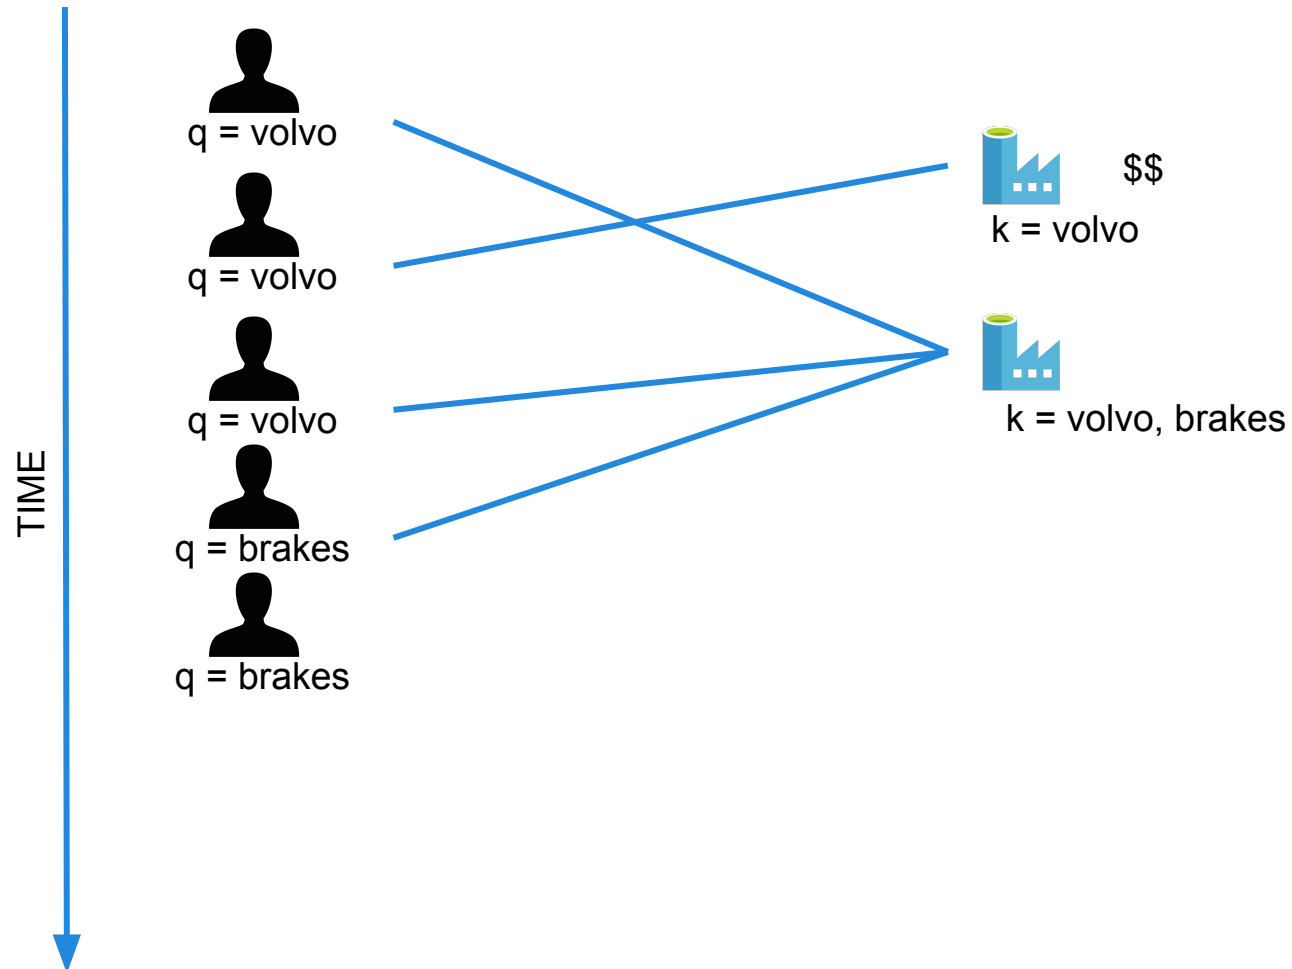 q = volvo
$$
k = volvo
q = volvo
q = volvo
k = volvo, brakes
TIME
q = brakes
q = brakes